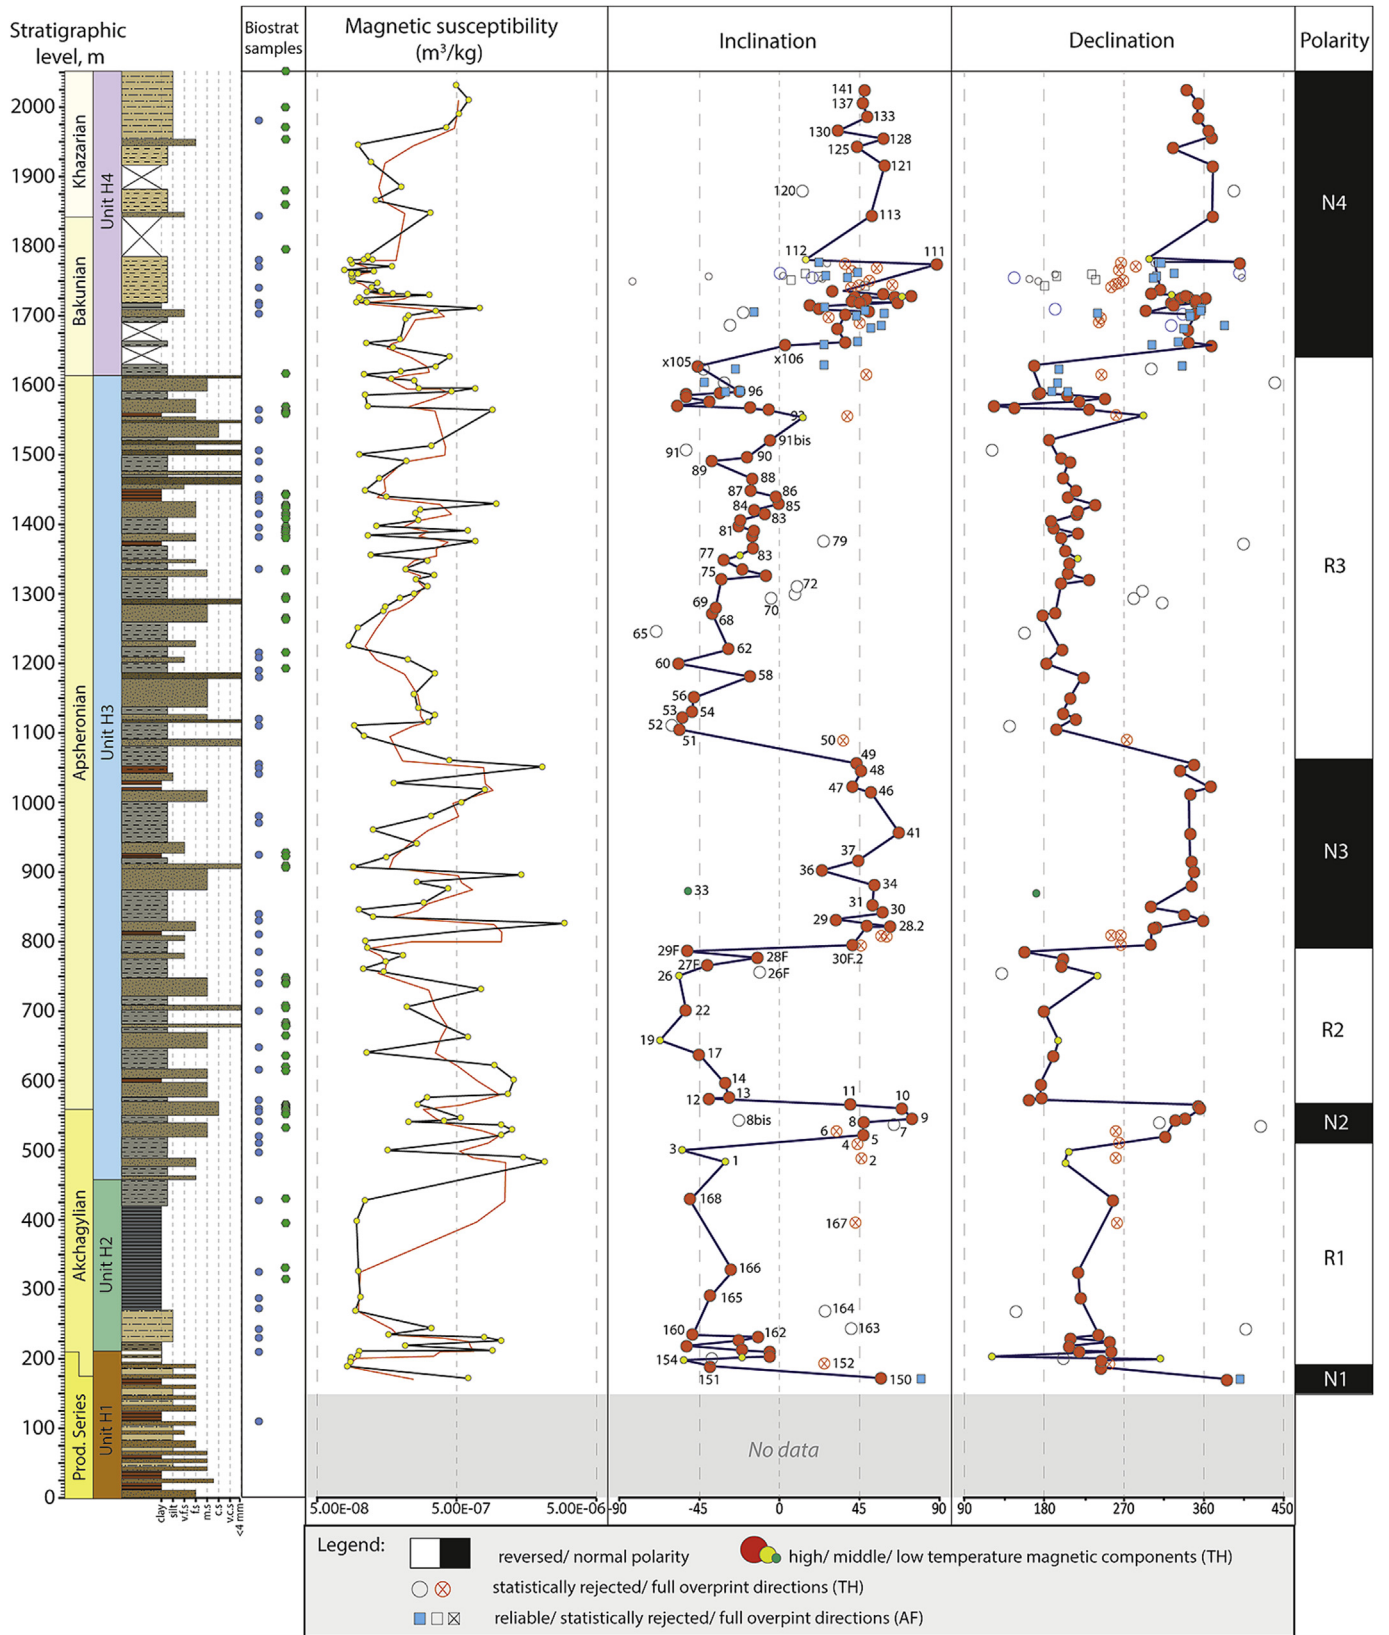 Stratigraphic
level, m
Biostrat
samples
Magnetic susceptibility
(m³/kg)
Inclination
Declination
Polarity
2000
1900
1800
1700
1600
1500
1400
1300
1200
1100
1000
900
800
700
600
500
400
300
200
100
0
Khazarian
Bakunian
Apsheronian
Akchagylian
Prod. Series
Unit H4
Unit H3
Unit H2
Unit H1
141
137
133
130
128
125
121
120
113
112
111
x106
x105
96
93
91bis
91
90
89
88
87
86
85
84
83
81
79
83
77
75
72
70
69
68
65
62
60
58
56
54
53
52
51
50
49
48
47
46
41
37
36
34
33
31
30
29
28.2
30F.2
29F
28F
27F
26F
26
22
19
17
14
13
12
11
10
9
8bis
8
7
6
5
4
3
2
1
168
167
166
165
164
163
162
160
154
152
151
150
N4
R3
N3
R2
N2
R1
N1
No data
clay
silt
v.f.s
f.s
m.s
c.s
v.c.s
<4 mm
5.00E-08 5.00E-07 5.00E-06
-90 -45 0 45 90
90 180 270 360 450
Legend:
reversed/ normal polarity
high/ middle/ low temperature magnetic components (TH)
statistically rejected/ full overprint directions (TH)
reliable/ statistically rejected/ full overpint directions (AF)